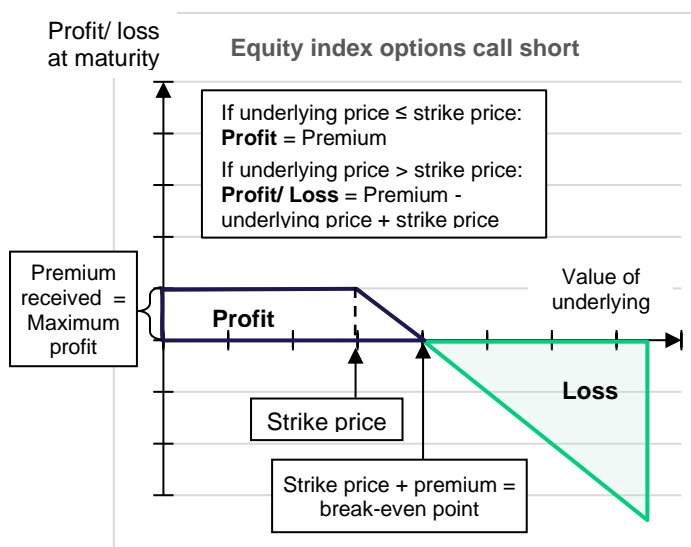 Profit/ loss
at maturity
Equity index options call short
If underlying price ≤ strike price:
Profit = Premium
If underlying price > strike price:
Profit/ Loss = Premium -
underlying price + strike price
Premium
received =
Maximum
profit
Value of
underlying
Profit
Loss
Strike price
Strike price + premium =
break-even point